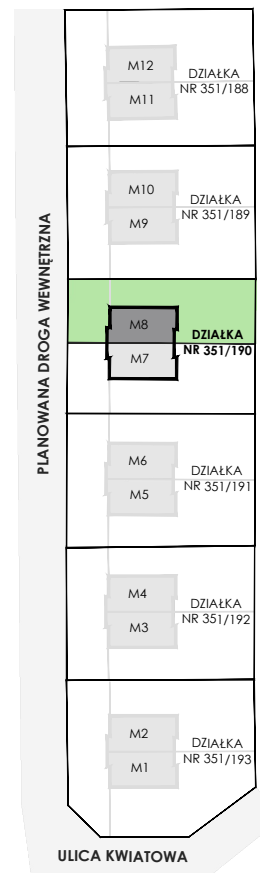 M12
M11
DZIAŁKA
NR 351/188
M10
M9
DZIAŁKA
NR 351/189
PLANOWANA DROGA WEWNĘTRZNA
M8
M7
DZIAŁKA
NR 351/190
M6
M5
DZIAŁKA
NR 351/191
M4
M3
DZIAŁKA
NR 351/192
M2
M1
DZIAŁKA
NR 351/193
ULICA KWIATOWA